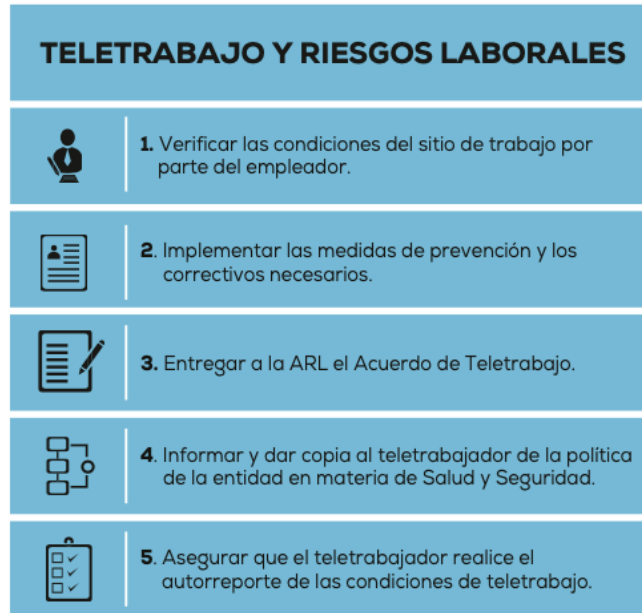 TELETRABAJO Y RIESGOS LABORALES
1. Verificar las condiciones del sitio de trabajo por
parte del empleador.
2. Implementar las medidas de prevención y los
correctivos necesarios.
3. Entregar a la ARL el Acuerdo de Teletrabajo.
4. Informar y dar copia al teletrabajador de la política
de la entidad en materia de Salud y Seguridad.
5. Asegurar que el teletrabajador realice el
autorreporte de las condiciones de teletrabajo.